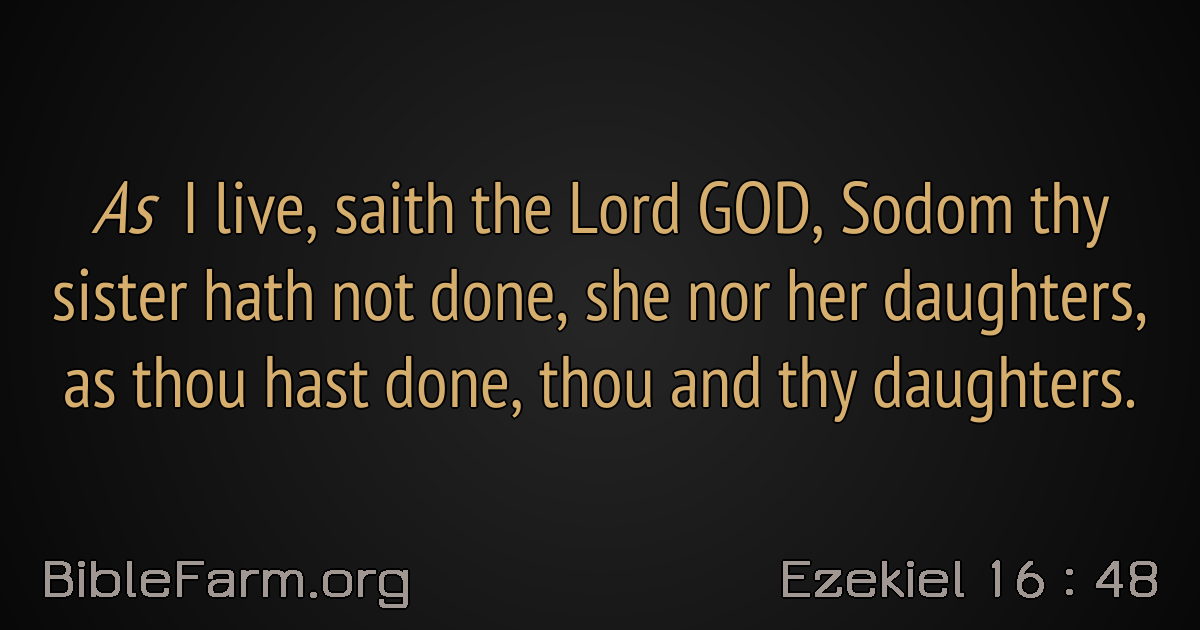 As I live, saith the Lord GOD, Sodom thy
sister hath not done, she nor her daughters,
as thou hast done, thou and thy daughters.
BibleFarm.org
Ezekiel 16 : 48